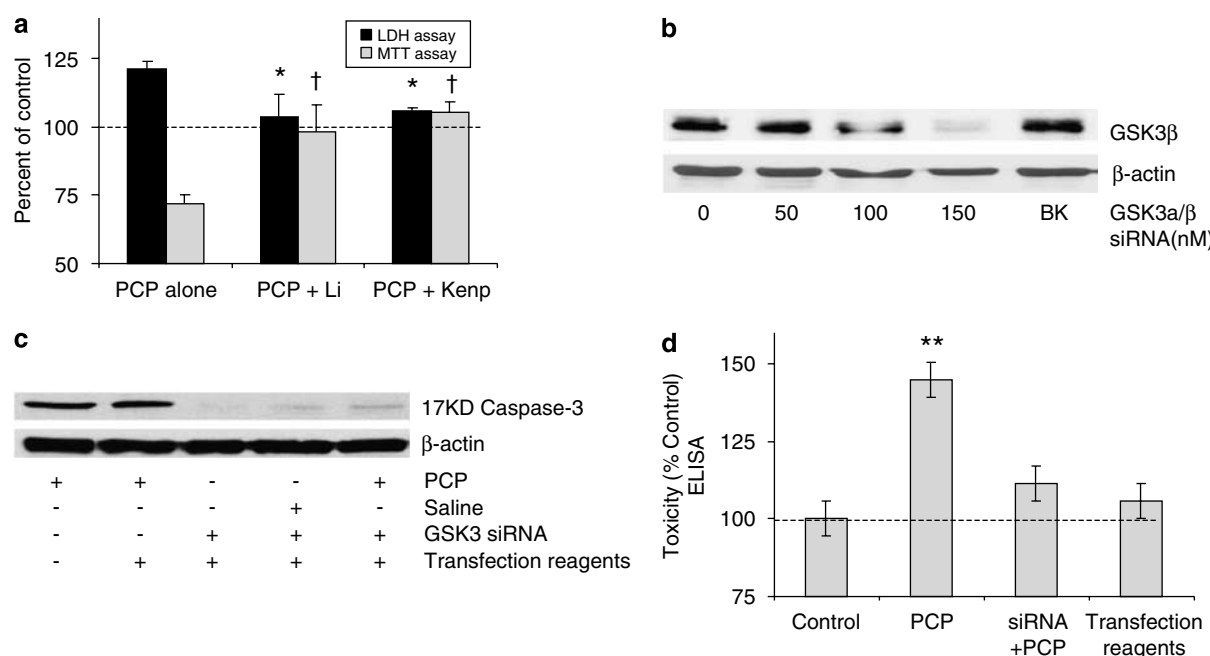 a
LDH assay
MTT assay
Percent of control
125
100
75
50
* † * †
PCP alone PCP + Li PCP + Kenp
b
GSK3β
β-actin
0 50 100 150 BK GSK3a/β
siRNA(nM)
c
17KD Caspase-3
β-actin
+ + - - + PCP
- - - + - Saline
- - + + + GSK3 siRNA
- + + + + Transfection reagents
d
Toxicity (% Control)
ELISA
150
125
100
75
**
Control PCP siRNA Transfection
+PCP reagents